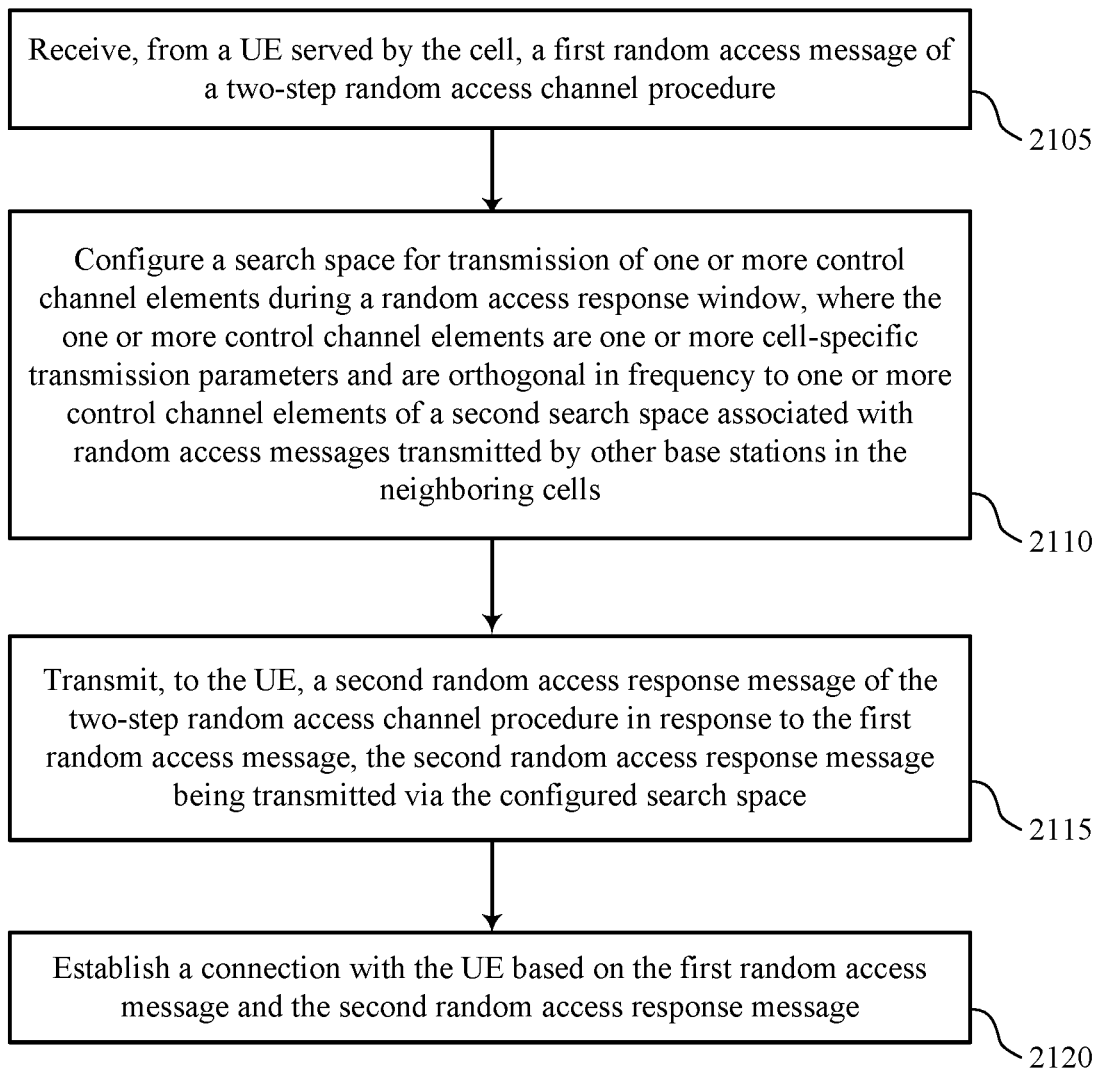 Receive, from a UE served by the cell, a first random access message of
a two-step random access channel procedure
2105
Configure a search space for transmission of one or more control
channel elements during a random access response window, where the
one or more control channel elements are one or more cell-specific
transmission parameters and are orthogonal in frequency to one or more
control channel elements of a second search space associated with
random access messages transmitted by other base stations in the
neighboring cells
2110
Transmit, to the UE, a second random access response message of the
two-step random access channel procedure in response to the first
random access message, the second random access response message
being transmitted via the configured search space
2115
Establish a connection with the UE based on the first random access
message and the second random access response message
2120